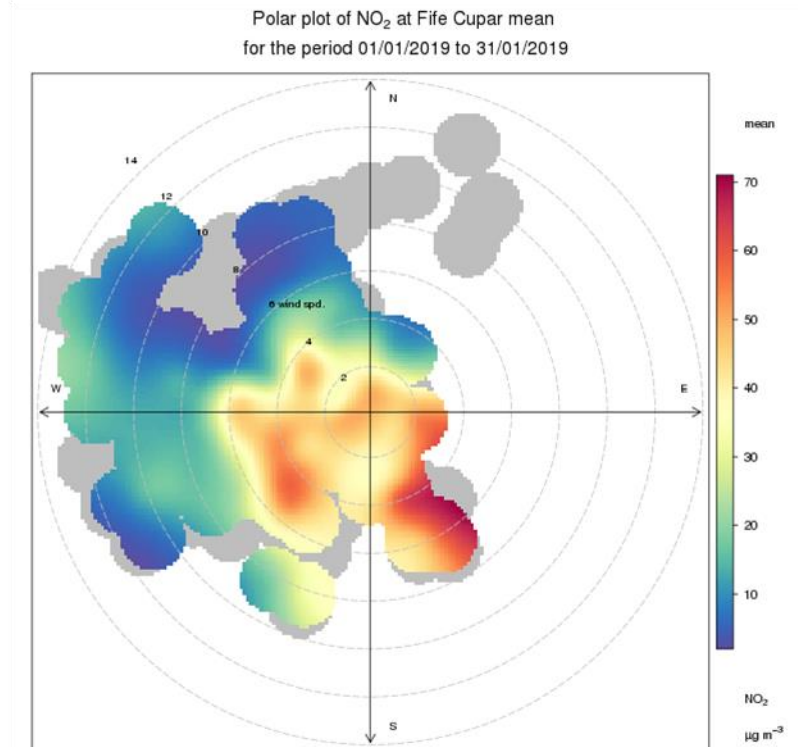 Polar plot of NO₂ at Fife Cupar mean
for the period 01/01/2019 to 31/01/2019
N
mean
14
12
10
8
6 wind spd.
4
2
W
E
S
70
60
50
40
30
20
10
NO₂
µg m⁻³